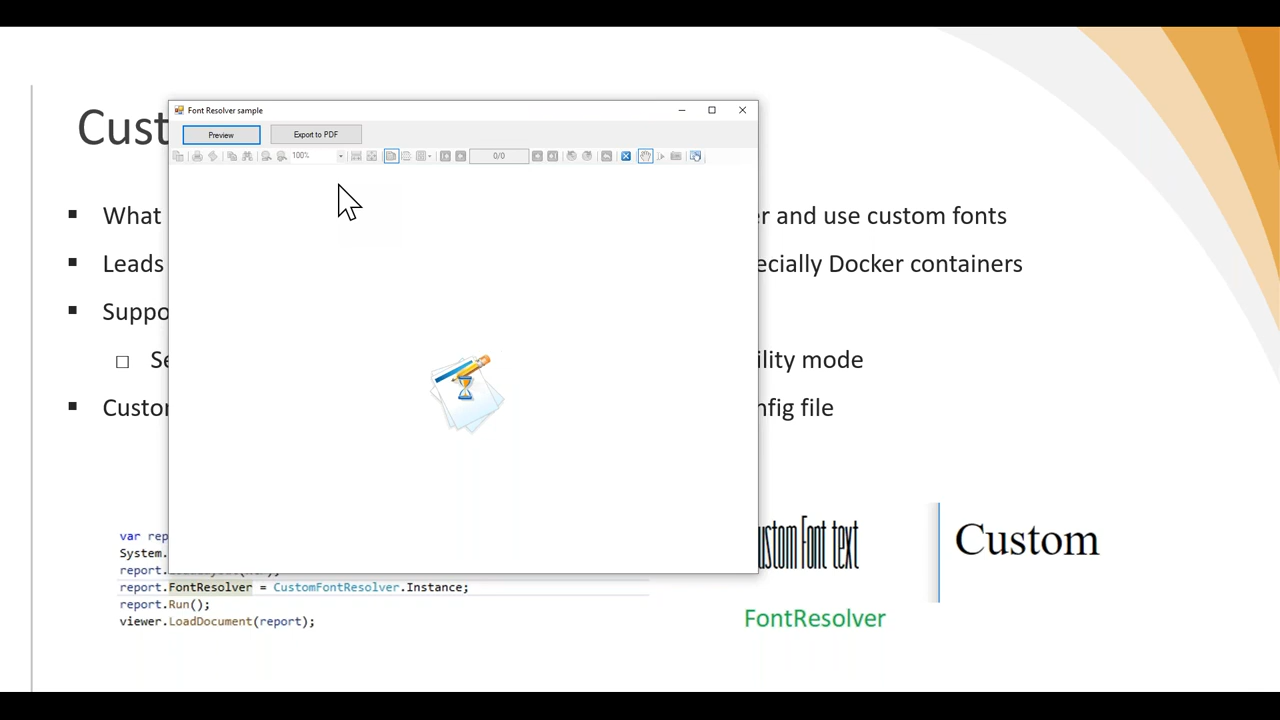 Cust
Font Resolver sample
Preview
Export to PDF
100%
0/0
What
er and use custom fonts
Leads
ecially Docker containers
Suppo
Se
ility mode
Custor
nfig file
var rep
System.
report.
report.FontResolver = CustomFontResolver.Instance;
report.Run();
viewer.LoadDocument(report);
ustom Font text
Custom
FontResolver